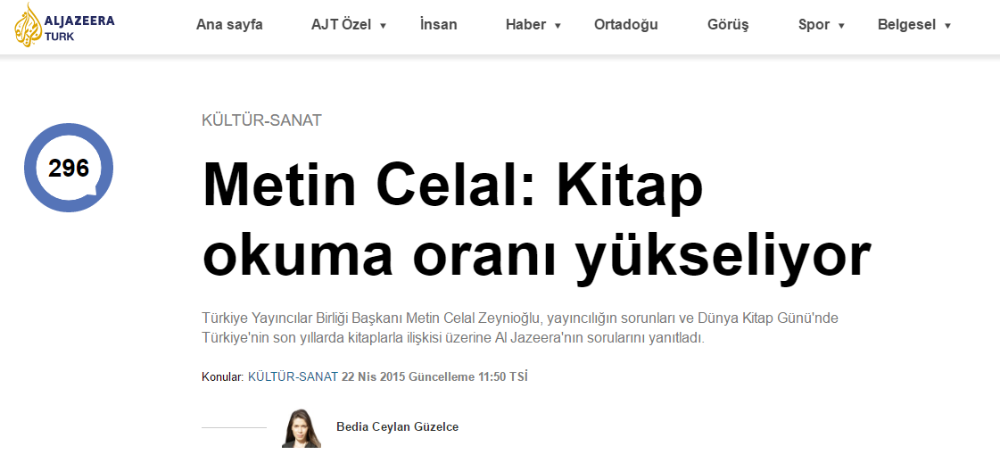 ALJAZEERA
TURK
Ana sayfa AJT Özel ▼ İnsan Haber ▼ Ortadoğu Görüş Spor ▼ Belgesel ▼
KÜLTÜR-SANAT
296
Metin Celal: Kitap
okuma oranı yükseliyor
Türkiye Yayıncılar Birliği Başkanı Metin Celal Zeynioğlu, yayıncılığın sorunları ve Dünya Kitap Günü'nde
Türkiye'nin son yıllarda kitaplarla ilişkisi üzerine Al Jazeera'nın sorularını yanıtladı.
Konular: KÜLTÜR-SANAT 22 Nis 2015 Güncelleme 11:50 TSİ
Bedia Ceylan Güzelce